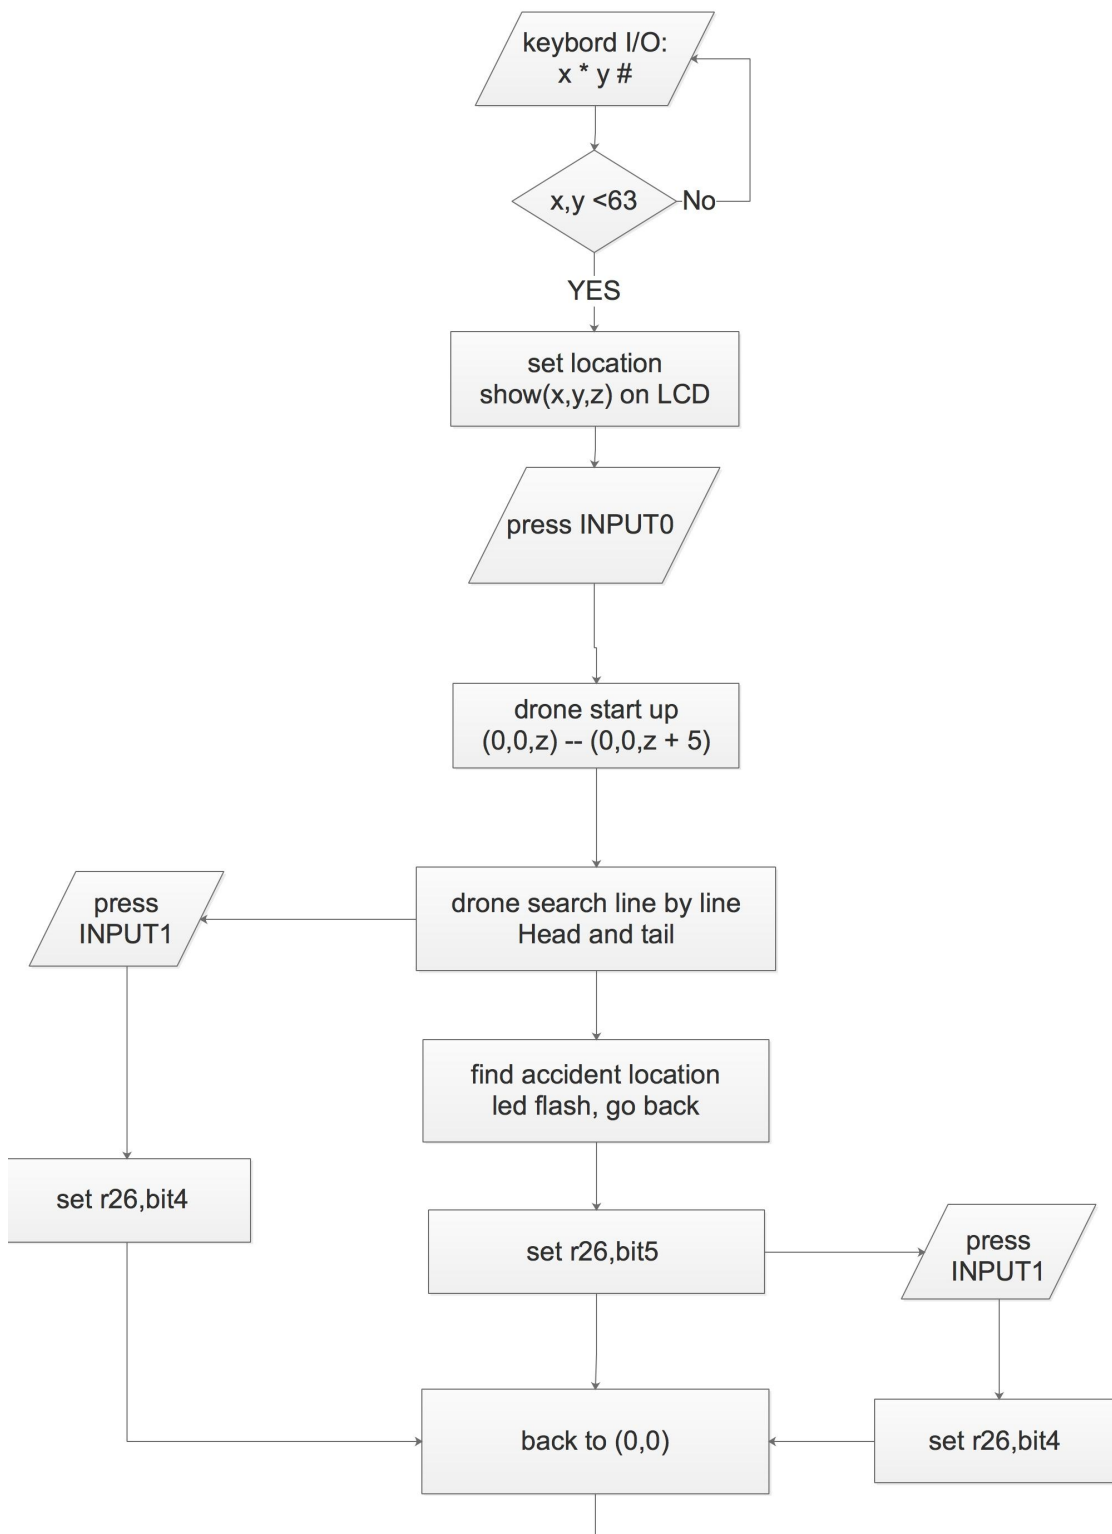 keybord I/O:
x * y #
x,y <63
No
YES
set location
show(x,y,z) on LCD
press INPUT0
drone start up
(0,0,z) -- (0,0,z + 5)
drone search line by line
Head and tail
press
INPUT1
find accident location
led flash, go back
set r26,bit4
set r26,bit5
press
INPUT1
back to (0,0)
set r26,bit4